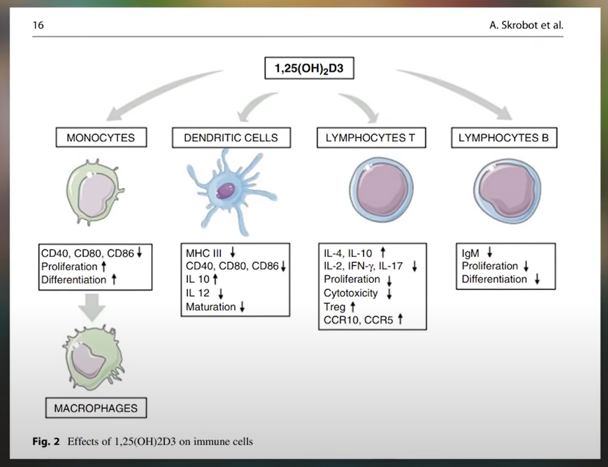 16
A. Skrobot et al.
1,25(OH)₂D3
MONOCYTES
DENDRITIC CELLS
LYMPHOCYTES T
LYMPHOCYTES B
CD40, CD80, CD86 ↓
Proliferation ↑
Differentiation ↑
MHC III ↓
CD40, CD80, CD86 ↓
IL 10 ↑
IL 12 ↓
Maturation ↓
IL-4, IL-10 ↑
IL-2, IFN-γ, IL-17 ↓
Proliferation ↓
Cytotoxicity ↓
Treg ↑
CCR10, CCR5 ↑
IgM ↓
Proliferation ↓
Differentiation ↓
MACROPHAGES
Fig. 2 Effects of 1,25(OH)2D3 on immune cells